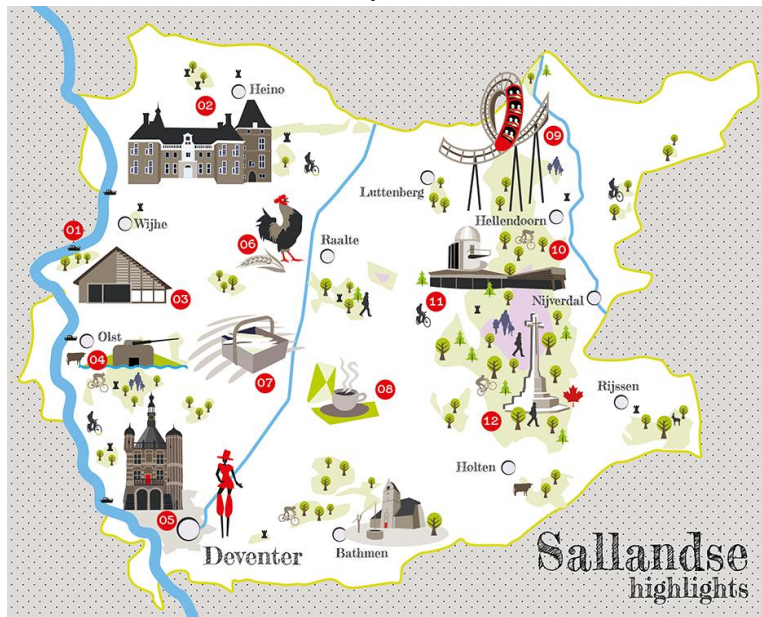 Heino
02
09
Luttenberg
Hellendoorn
01
Wijhe
06
Raalte
10
03
11
Nijverdal
Olst
04
07
08
Rijssen
12
Holten
05
Deventer
Bathmen
Sallandse
highlights